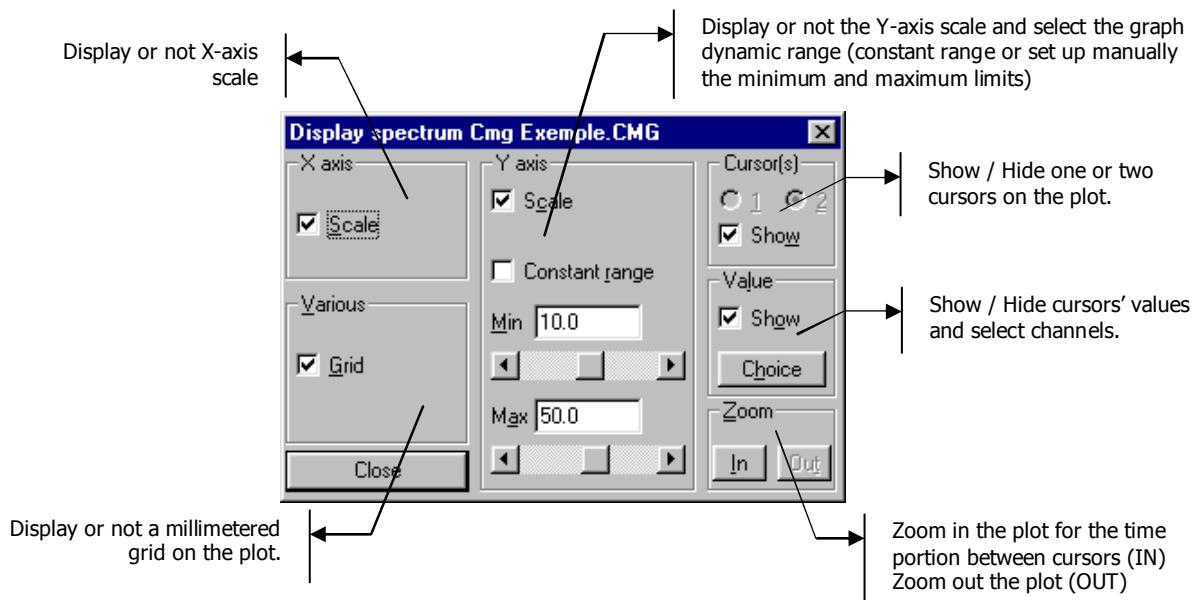 Display or not the Y-axis scale and select the graph
dynamic range (constant range or set up manually
the minimum and maximum limits)
Display or not X-axis
scale
Display spectrum Cmg Exemple.CMG
X axis
Scale
Various
Grid
Close
Y axis
Scale
Constant range
Min 10.0
Max 50.0
Cursor(s)
1 2
Show
Value
Show
Choice
Zoom
In Out
Show / Hide one or two
cursors on the plot.
Show / Hide cursors’ values
and select channels.
Display or not a millimetered
grid on the plot.
Zoom in the plot for the time
portion between cursors (IN)
Zoom out the plot (OUT)